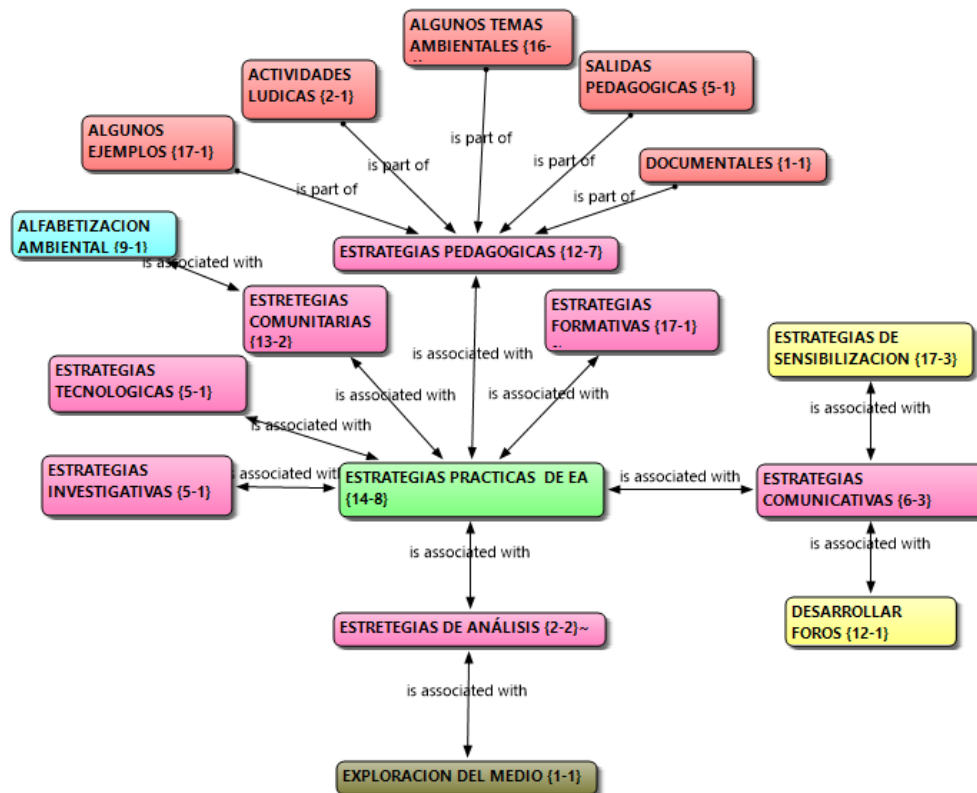 ALGUNOS TEMAS
AMBIENTALES {16-
ACTIVIDADES
LUDICAS {2-1}
SALIDAS
PEDAGOGICAS {5-1}
ALGUNOS
EJEMPLOS {17-1}
is part of
is part of
is part of
is part of
is part of
DOCUMENTALES {1-1}
ALFABETIZACION
AMBIENTAL {9-1}
is associated with
ESTRATEGIAS PEDAGOGICAS {12-7}
ESTRETEGIAS
COMUNITARIAS
{13-2}
ESTRATEGIAS
FORMATIVAS {17-1}
~
is associated with
ESTRATEGIAS DE
SENSIBILIZACION {17-3}
ESTRATEGIAS
TECNOLOGICAS {5-1}
is associated with
is associated with
is associated with
is associated with
ESTRATEGIAS
INVESTIGATIVAS {5-1}
is associated with
ESTRATEGIAS PRACTICAS  DE EA
{14-8}
is associated with
ESTRATEGIAS
COMUNICATIVAS {6-3}
is associated with
is associated with
ESTRETEGIAS DE ANÁLISIS {2-2}~
DESARROLLAR
FOROS {12-1}
is associated with
EXPLORACION DEL MEDIO {1-1}